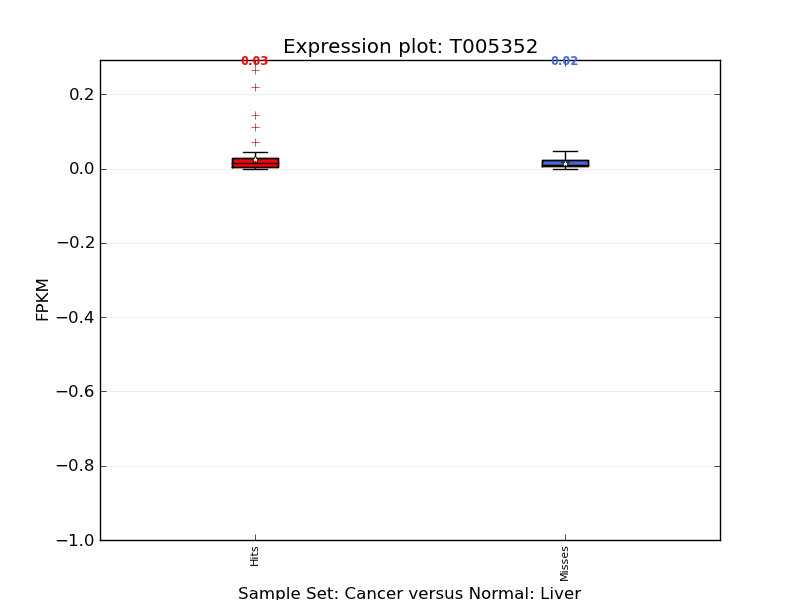 Expression plot: T005352
0.03
0.02
0.2
0.0
−0.2
−0.4
−0.6
−0.8
−1.0
FPKM
Hits
Misses
Sample Set: Cancer versus Normal: Liver